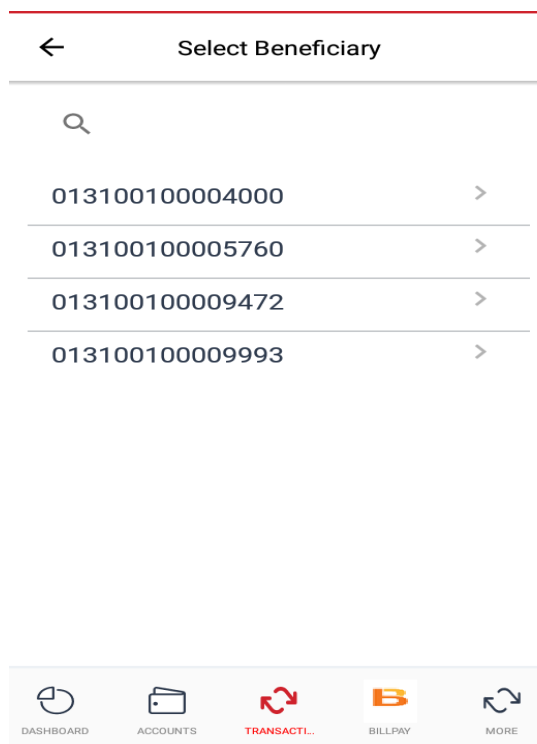 Select Beneficiary
013100100004000
013100100005760
013100100009472
013100100009993
DASHBOARD
ACCOUNTS
TRANSACTI...
B
BILLPAY
MORE